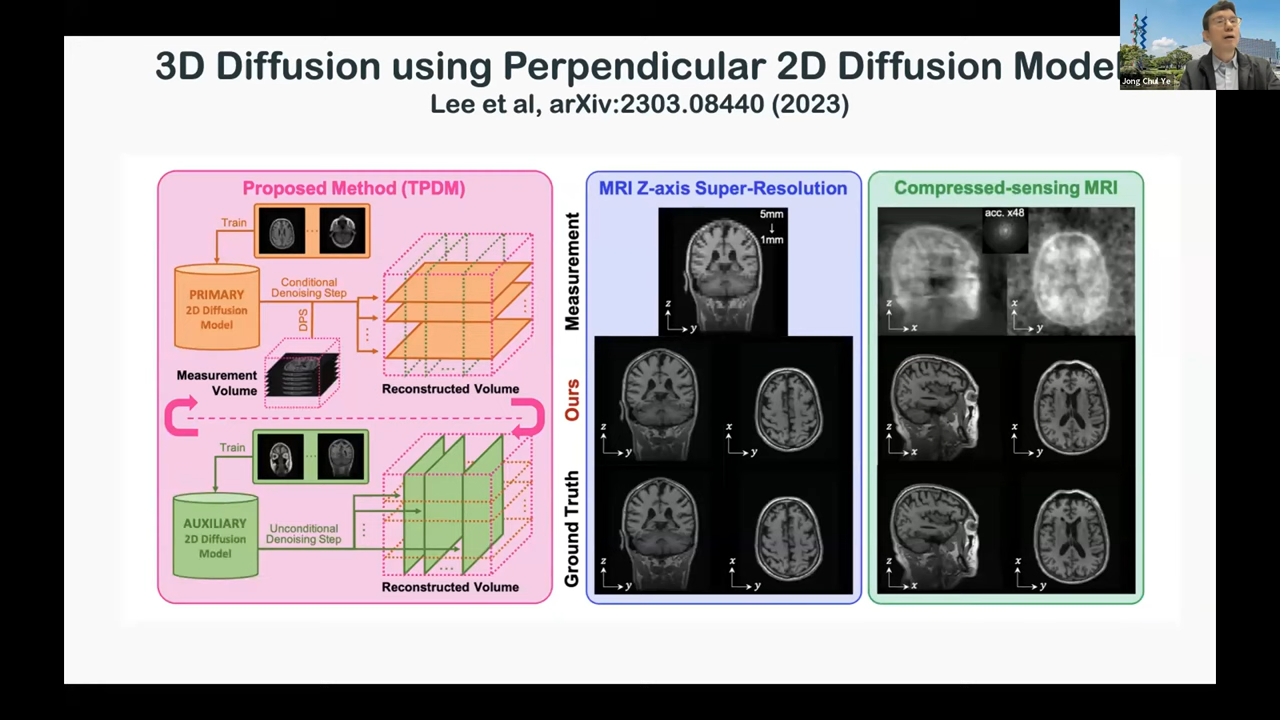 3D Diffusion using Perpendicular 2D Diffusion Model
Lee et al, arXiv:2303.08440 (2023)
Jong Chul Ye
Proposed Method (TPDM)
Train
PRIMARY
2D Diffusion
Model
Conditional
Denoising Step
DPS
Measurement
Volume
Reconstructed Volume
Train
AUXILIARY
2D Diffusion
Model
Unconditional
Denoising Step
Reconstructed Volume
Measurement
Ours
Ground Truth
MRI Z-axis Super-Resolution
5mm
1mm
z
y
z
y
x
y
z
y
x
y
Compressed-sensing MRI
acc. x48
z
x
x
y
z
x
x
y
z
x
x
y